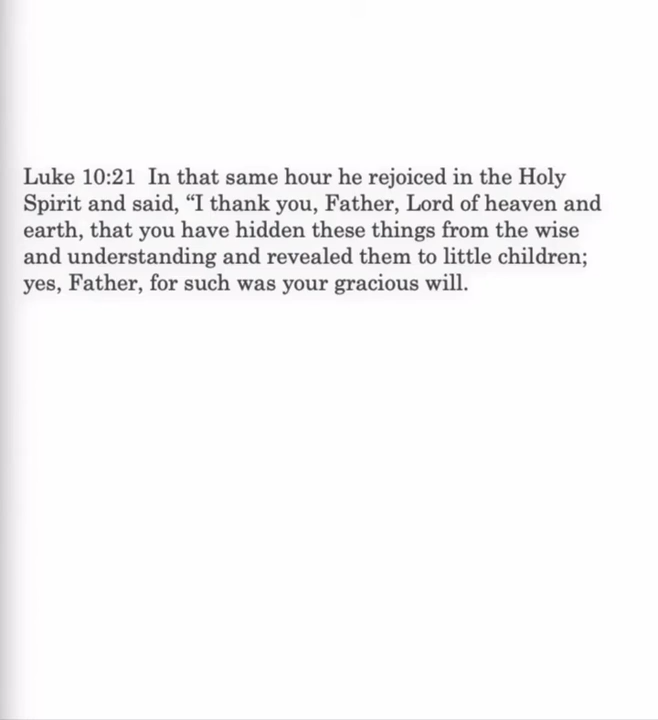 Luke 10:21  In that same hour he rejoiced in the Holy
Spirit and said, “I thank you, Father, Lord of heaven and
earth, that you have hidden these things from the wise
and understanding and revealed them to little children;
yes, Father, for such was your gracious will.